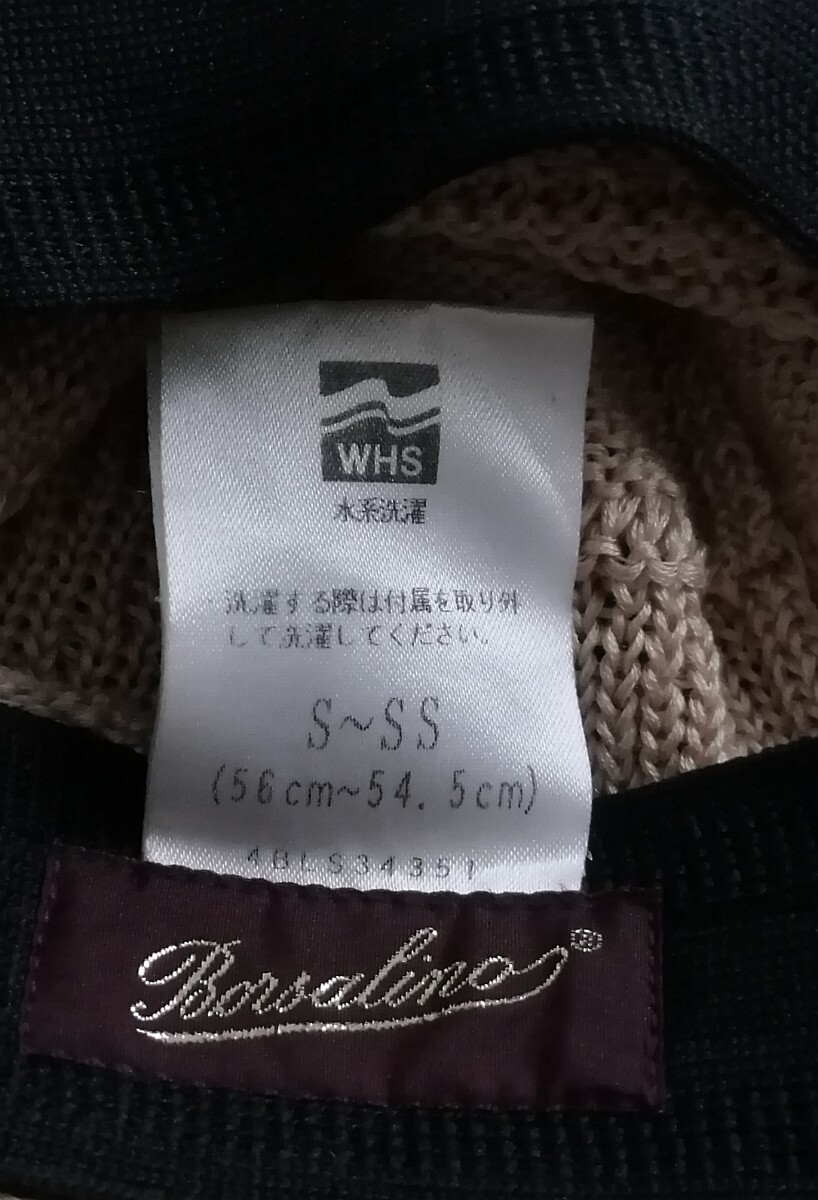 WHS
水系洗濯
・洗濯する際は付属を取り外
して洗濯してください。
S~SS
(56cm~54.5cm)
4BLS34351
Borsalino®